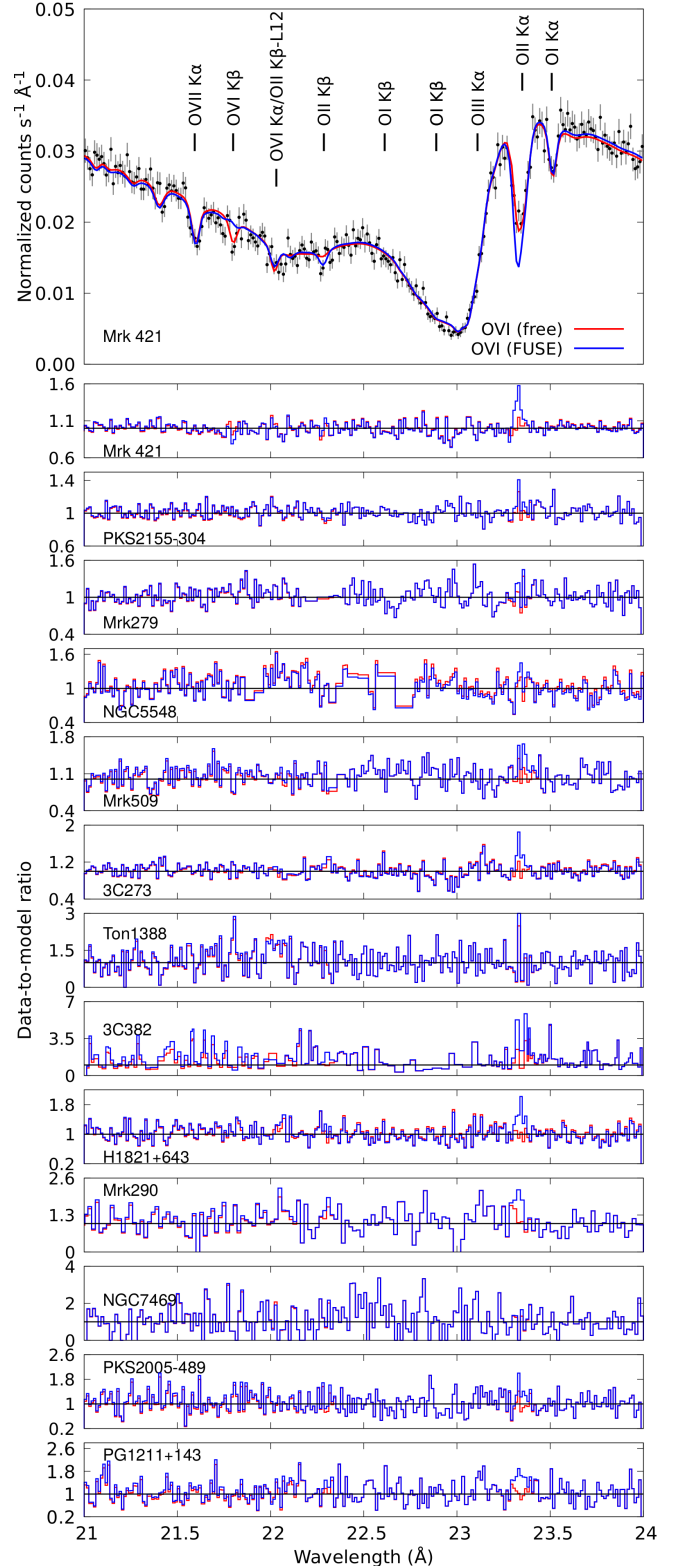 0.05
0.04
0.03
0.02
0.01
0.00
Normalized counts s⁻¹ Å⁻¹
OVII Kα
OVI Kβ
OVI Kα/OII Kβ-L12
OII Kβ
OI Kβ
OI Kβ
OIII Kα
OII Kα
OI Kα
Mrk 421
OVI (free)
OVI (FUSE)
Data-to-model ratio
1.6
1.1
0.6
Mrk 421
1.4
1
0.6
PKS2155-304
1.6
1
0.4
Mrk279
1.6
1
0.4
NGC5548
1.8
1.1
0.4
Mrk509
2
1.2
0.4
3C273
3
1.5
0
Ton1388
7
3.5
0
3C382
1.8
1
0.2
H1821+643
2.6
1.3
0
Mrk290
4
2
0
NGC7469
2.6
1.8
1
0.2
PKS2005-489
2.6
1.8
1
0.2
PG1211+143
21 21.5 22 22.5 23 23.5 24
Wavelength (Å)